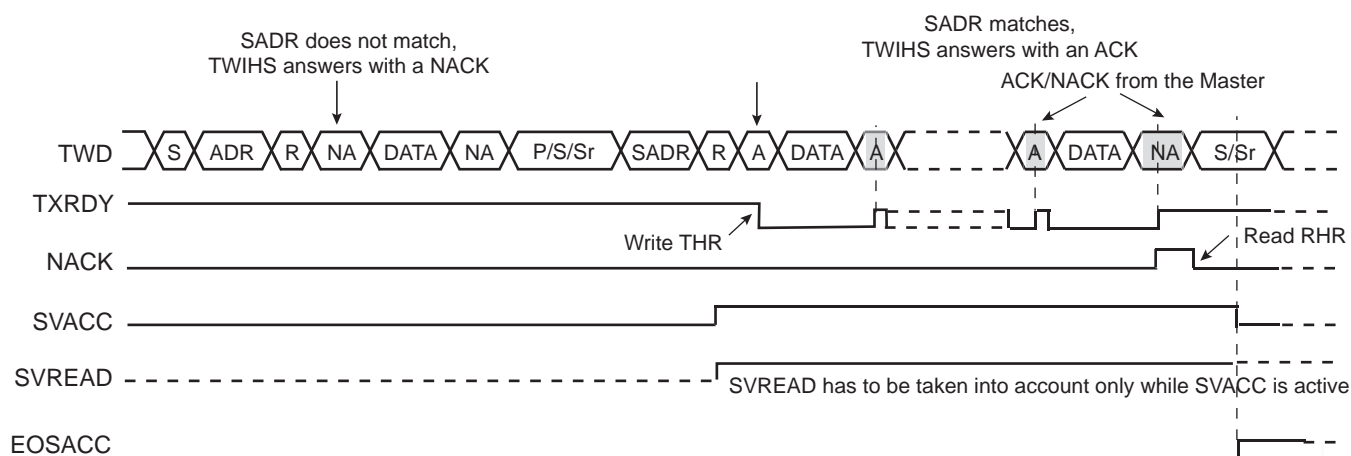 SADR does not match,
TWIHS answers with a NACK
SADR matches,
TWIHS answers with an ACK
ACK/NACK from the Master
TWD S ADR R NA DATA NA P/S/Sr SADR R A DATA A A DATA NA S/Sr
TXRDY
Write THR
Read RHR
NACK
SVACC
SVREAD
SVREAD has to be taken into account only while SVACC is active
EOSACC